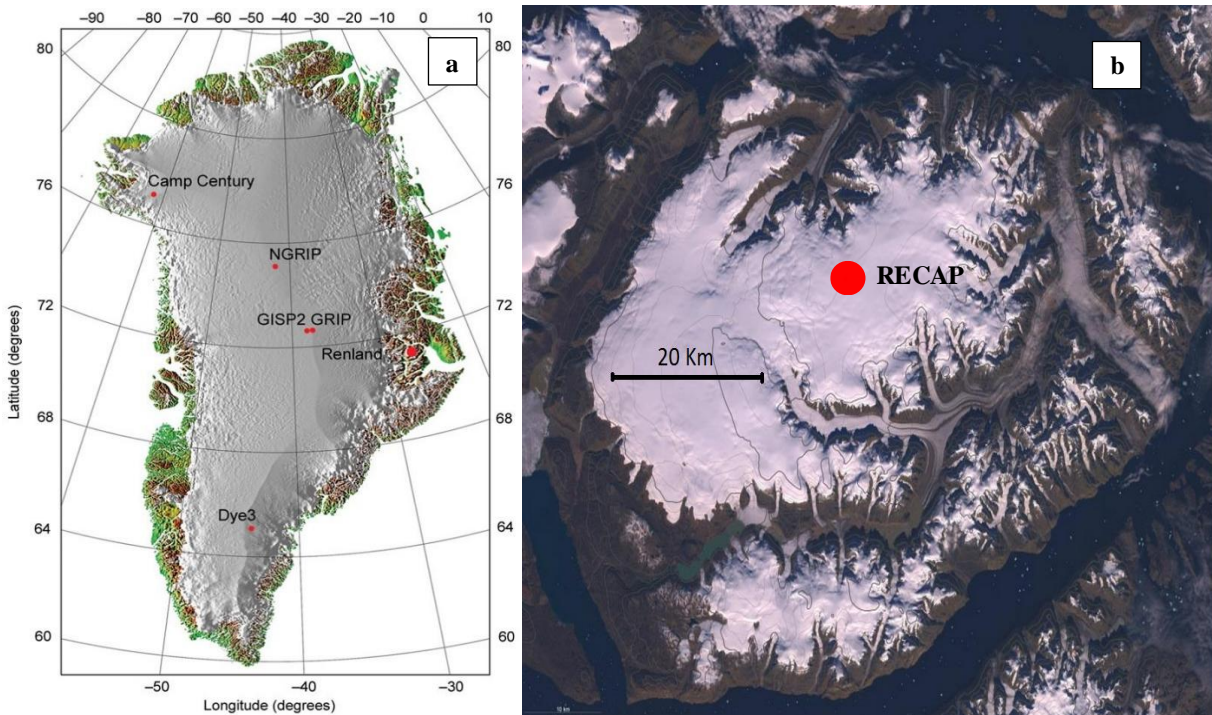 −90
−80
−70
−60
−50
−40
−30
−20
−10
0
10
80
80
a
b
76
76
Camp Century
NGRIP
72
72
GISP2 GRIP
Renland
RECAP
20 Km
68
68
Latitude (degrees)
Dye3
64
64
60
60
−50
−40
−30
Longitude (degrees)
10 km